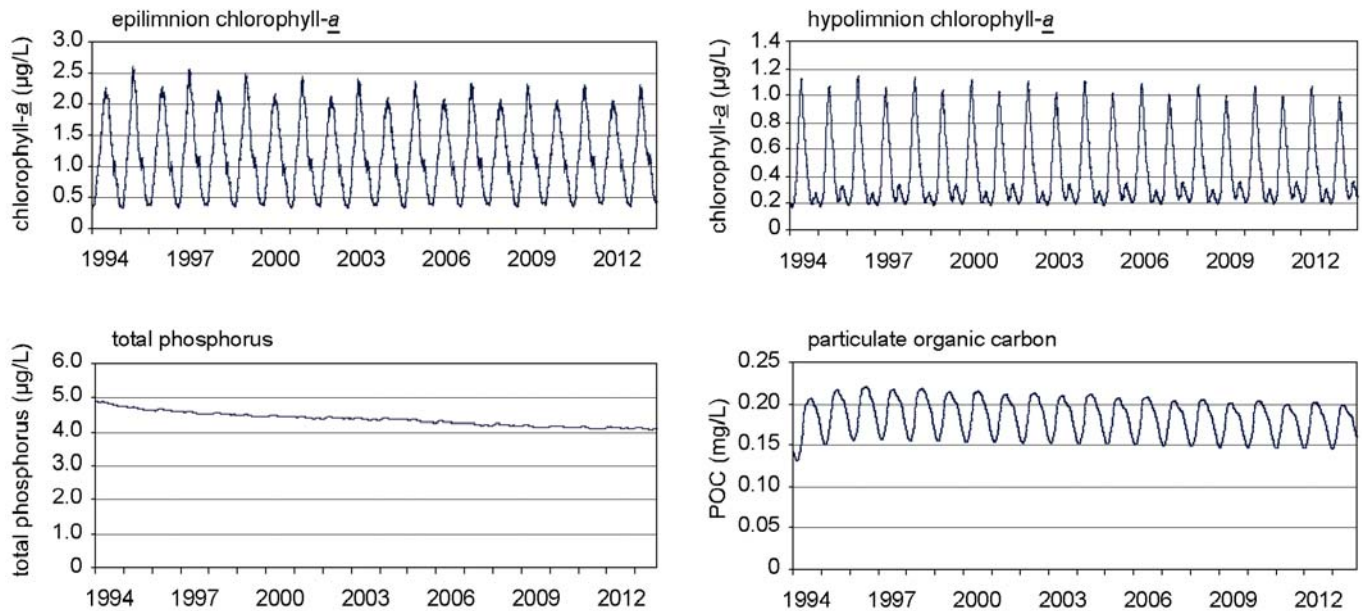 epilimnion chlorophyll-a
chlorophyll-a (µg/L)
3.0
2.5
2.0
1.5
1.0
0.5
0
1994 1997 2000 2003 2006 2009 2012
hypolimnion chlorophyll-a
chlorophyll-a (µg/L)
1.4
1.2
1.0
0.8
0.6
0.4
0.2
0
1994 1997 2000 2003 2006 2009 2012
total phosphorus
total phosphorus (µg/L)
6.0
5.0
4.0
3.0
2.0
1.0
0
1994 1997 2000 2003 2006 2009 2012
particulate organic carbon
POC (mg/L)
0.25
0.20
0.15
0.10
0.05
0
1994 1997 2000 2003 2006 2009 2012